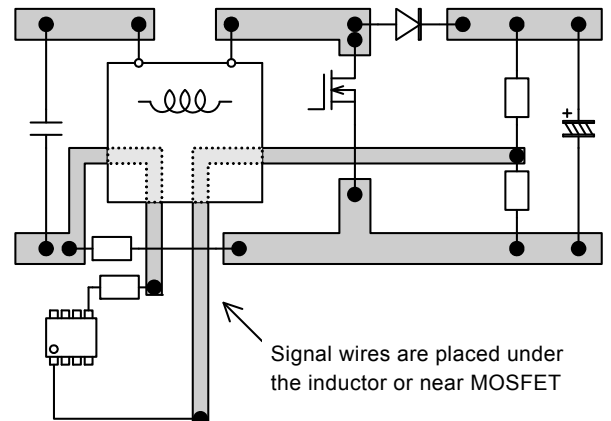 +
Signal wires are placed under
the inductor or near MOSFET